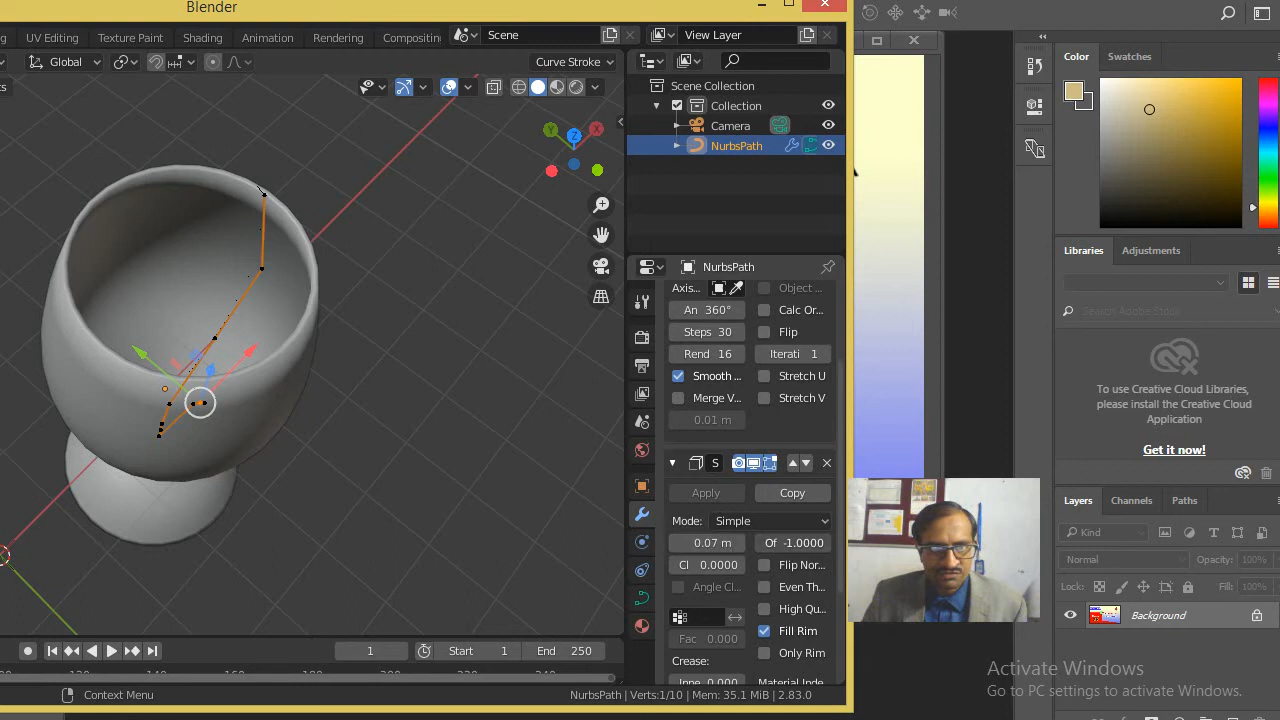 Blender
UV Editing
Texture Paint
Shading
Animation
Rendering
Scene
View Layer
Global
Curve Stroke
Scene Collection
Collection
Camera
NurbsPath
NurbsPath
Axis...
Object ...
An 360°
Calc Or...
Steps 30
Flip
Rend 16
Iterati 1
Smooth ...
Stretch U
Merge V...
Stretch V
0.01 m
S
Apply
Copy
Mode:
Simple
0.07 m
Of -1.0000
Cl 0.0000
Flip Nor...
Angle Cl...
Even Th...
High Qu...
Fac 0.000
Fill Rim
Only Rim
Crease:
1
Start 1
End 250
Context Menu
NurbsPath | Verts:1/10 | Mem: 35.1 MiB | 2.83.0
Color
Swatches
Libraries
Adjustments
Search Adobe Stock
To use Creative Cloud Libraries,
please install the Creative Cloud
Application
Get it now!
Layers
Channels
Paths
Kind
Normal
Opacity: 100%
Lock:
Fill: 100%
Background
Activate Windows
Go to PC settings to activate Windows.